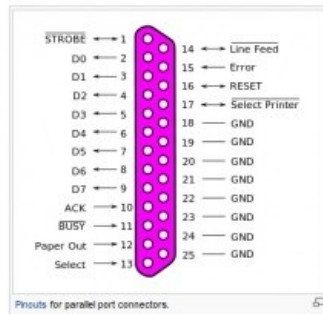 STROBE 1
D0 2
D1 3
D2 4
D3 5
D4 6
D5 7
D6 8
D7 9
ACK 10
BUSY 11
Paper Out 12
Select 13
14 Line Feed
15 Error
16 RESET
17 Select Printer
18 GND
19 GND
20 GND
21 GND
22 GND
23 GND
24 GND
25 GND
Pinouts for parallel port connectors.